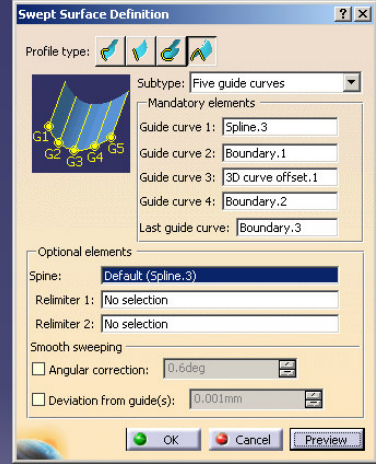 Swept Surface Definition
Profile type:
Subtype: Five guide curves
Mandatory elements
Guide curve 1: Spline.3
Guide curve 2: Boundary.1
Guide curve 3: 3D curve offset.1
Guide curve 4: Boundary.2
Last guide curve: Boundary.3
G1
G2
G3
G4
G5
Optional elements
Spine: Default (Spline.3)
Relimiter 1: No selection
Relimiter 2: No selection
Smooth sweeping
Angular correction: 0.6deg
Deviation from guide(s): 0.001mm
OK Cancel Preview